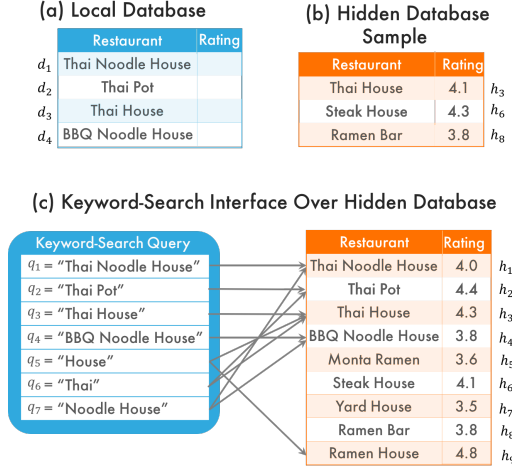 (a) Local Database
Restaurant Rating
d1 Thai Noodle House
d2 Thai Pot
d3 Thai House
d4 BBQ Noodle House
(b) Hidden Database
Sample
Restaurant Rating
Thai House 4.1 h3
Steak House 4.3 h6
Ramen Bar 3.8 h8
(c) Keyword-Search Interface Over Hidden Database
Keyword-Search Query
q1 = “Thai Noodle House”
q2 = “Thai Pot”
q3 = “Thai House”
q4 = “BBQ Noodle House”
q5 = “House”
q6 = “Thai”
q7 = “Noodle House”
Restaurant Rating
Thai Noodle House 4.0 h1
Thai Pot 4.4 h2
Thai House 4.3 h3
BBQ Noodle House 3.8 h4
Monta Ramen 3.6 h5
Steak House 4.1 h6
Yard House 3.5 h7
Ramen Bar 3.8 h8
Ramen House 4.8 h9